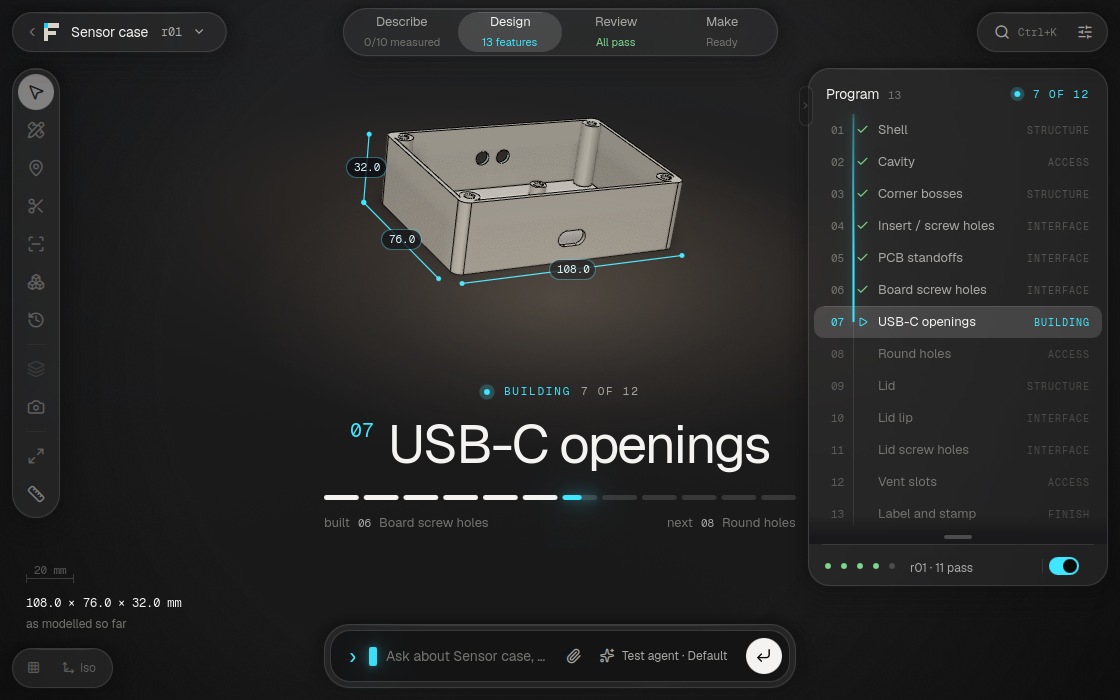 Sensor case r01
Describe
0/10 measured
Design
13 features
Review
All pass
Make
Ready
Ctrl+K
32.0
76.0
108.0
BUILDING 7 OF 12
07 USB-C openings
built 06 Board screw holes
next 08 Round holes
Program 13
7 OF 12
01 Shell STRUCTURE
02 Cavity ACCESS
03 Corner bosses STRUCTURE
04 Insert / screw holes INTERFACE
05 PCB standoffs INTERFACE
06 Board screw holes INTERFACE
07 USB-C openings BUILDING
08 Round holes ACCESS
09 Lid STRUCTURE
10 Lid lip INTERFACE
11 Lid screw holes INTERFACE
12 Vent slots ACCESS
13 Label and stamp FINISH
r01 · 11 pass
20 mm
108.0 × 76.0 × 32.0 mm
as modelled so far
Iso
Ask about Sensor case, …
Test agent · Default